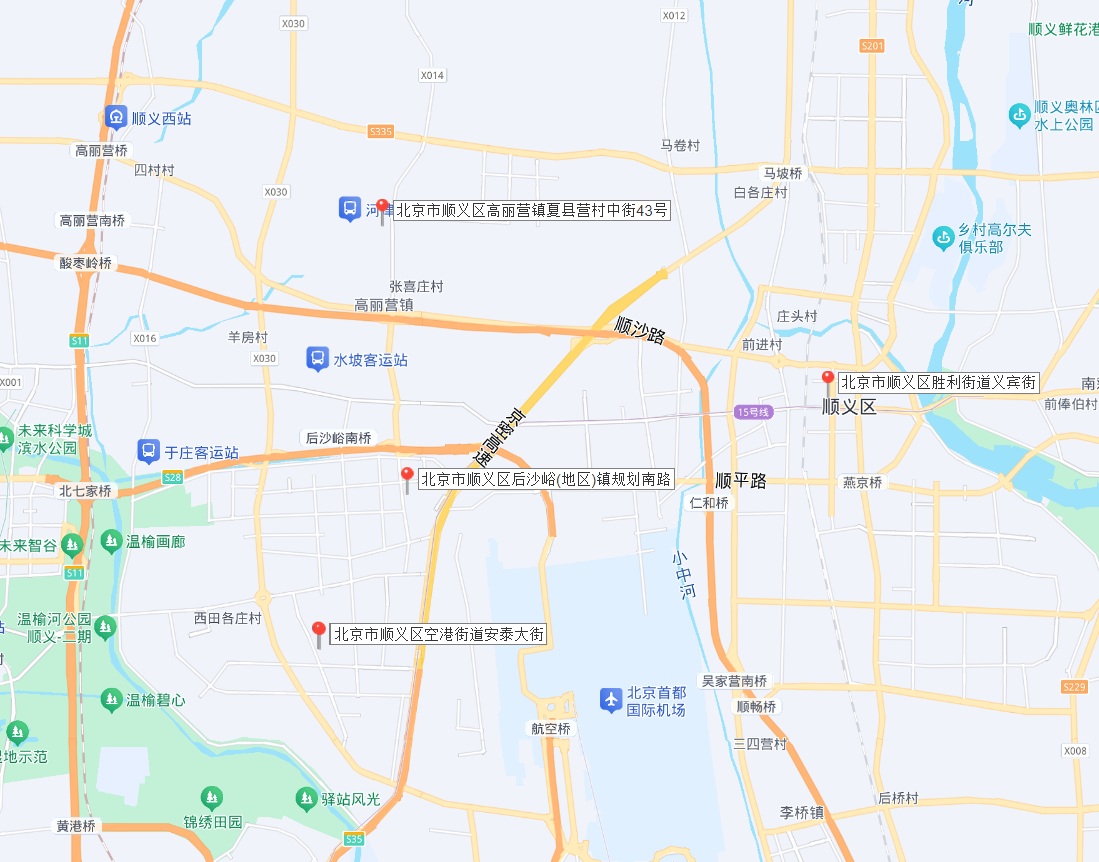 X030
X012
顺义鲜花港
S201
X014
顺义奥林匹
水上公园
顺义西站
S335
马卷村
高丽营桥
四村村
马坡桥
X030
白各庄村
北京市顺义区高丽营镇夏县营村中街43号
高丽营南桥
乡村高尔夫
俱乐部
酸枣岭桥
张喜庄村
高丽营镇
庄头村
顺沙路
S11
X016
羊房村
前进村
X030
水坡客运站
X001
北京市顺义区胜利街道义宾街
前俸伯村
顺义区
15号线
京密高速
未来科学城
滨水公园
后沙峪南桥
于庄客运站
S28
北京市顺义区后沙峪(地区)镇规划南路
顺平路
燕京桥
北七家桥
仁和桥
未来智谷
温榆画廊
小中河
S11
温榆河公园
顺义-二期
西田各庄村
北京市顺义区空港街道安泰大街
吴家营南桥
S229
北京首都
国际机场
温榆碧心
顺畅桥
航空桥
三四营村
X008
地示范
驿站风光
后桥村
锦绣田园
李桥镇
黄港桥
S35